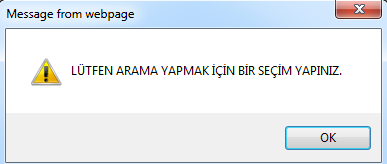 Message from webpage
LÜTFEN ARAMA YAPMAK İÇİN BİR SEÇİM YAPINIZ.
OK